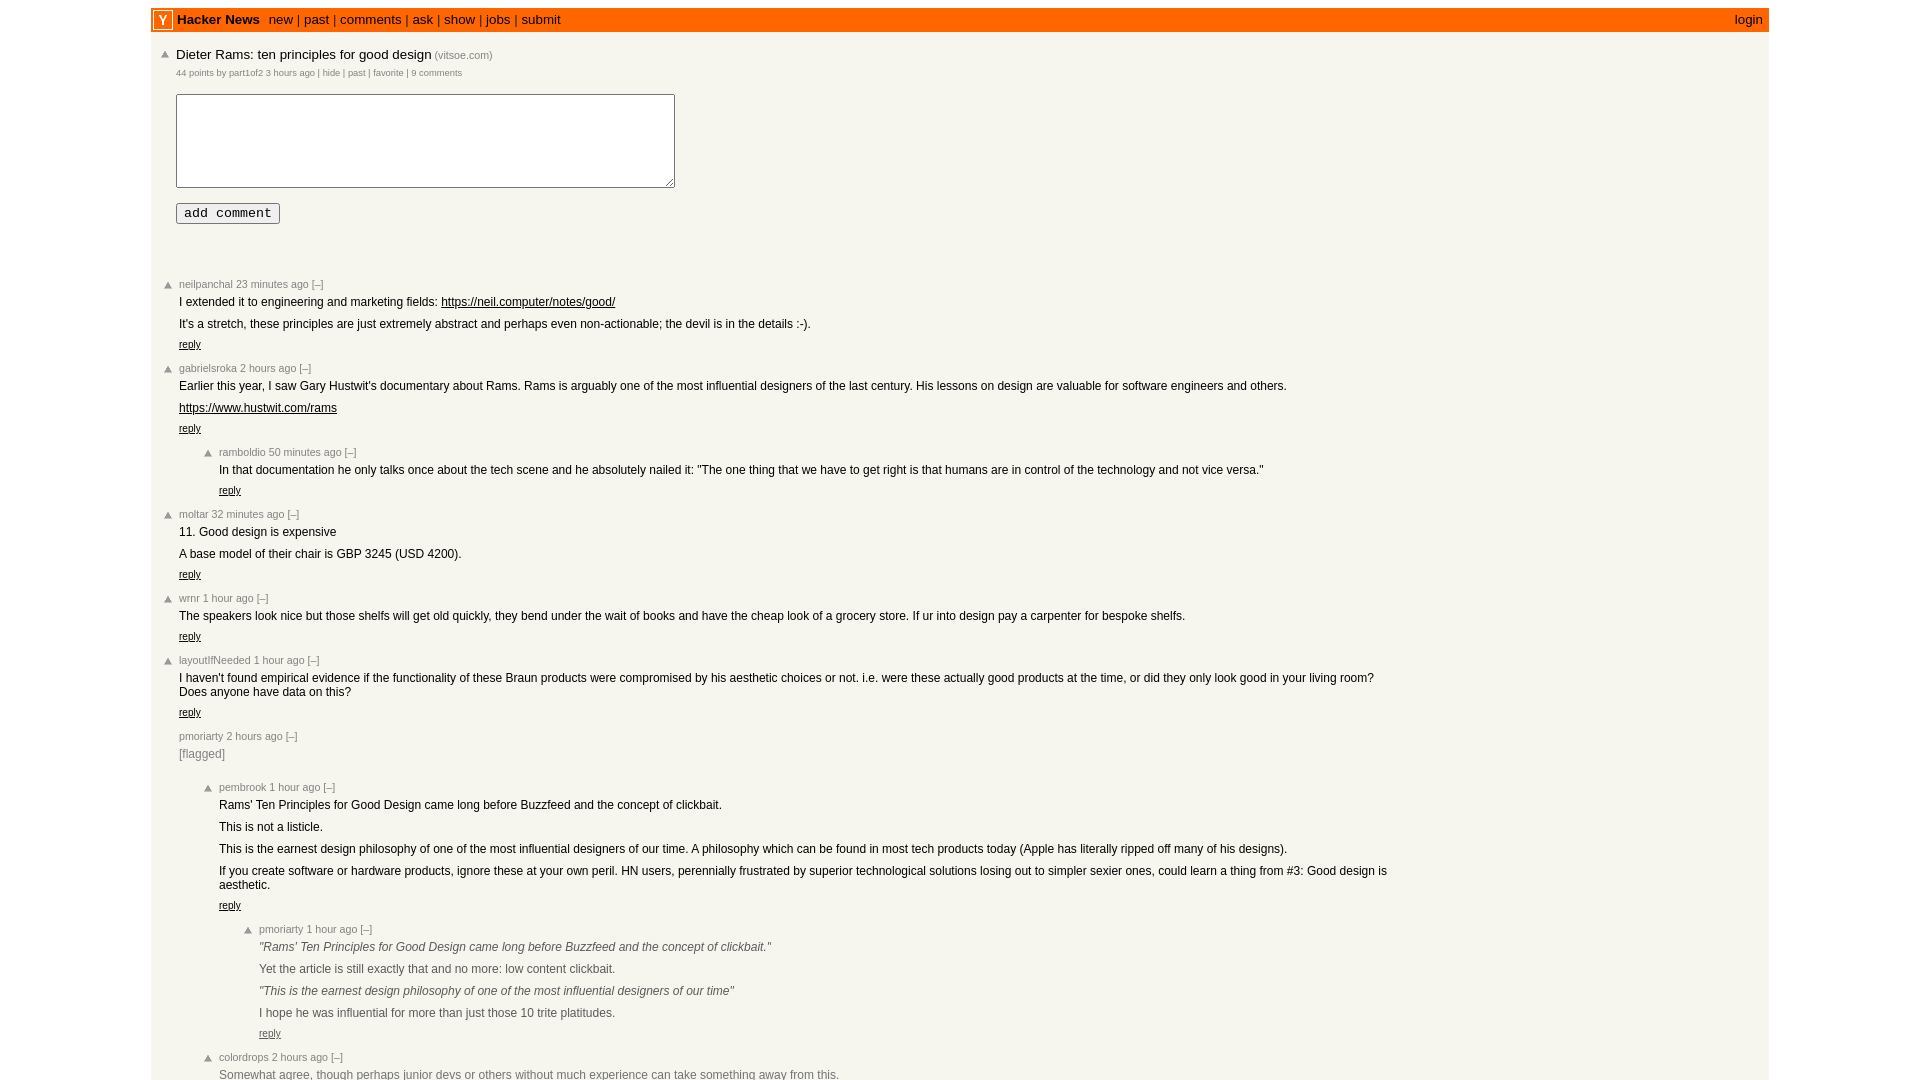 Y Hacker News new | past | comments | ask | show | jobs | submit login
Dieter Rams: ten principles for good design (vitsoe.com)
44 points by part1of2 3 hours ago | hide | past | favorite | 9 comments
add comment
neilpanchal 23 minutes ago [–]
I extended it to engineering and marketing fields: https://neil.computer/notes/good/
It's a stretch, these principles are just extremely abstract and perhaps even non-actionable; the devil is in the details :-).
reply
gabrielsroka 2 hours ago [–]
Earlier this year, I saw Gary Hustwit's documentary about Rams. Rams is arguably one of the most influential designers of the last century. His lessons on design are valuable for software engineers and others.
https://www.hustwit.com/rams
reply
ramboldio 50 minutes ago [–]
In that documentation he only talks once about the tech scene and he absolutely nailed it: "The one thing that we have to get right is that humans are in control of the technology and not vice versa."
reply
moltar 32 minutes ago [–]
11. Good design is expensive
A base model of their chair is GBP 3245 (USD 4200).
reply
wrnr 1 hour ago [–]
The speakers look nice but those shelfs will get old quickly, they bend under the wait of books and have the cheap look of a grocery store. If ur into design pay a carpenter for bespoke shelfs.
reply
layoutIfNeeded 1 hour ago [–]
I haven't found empirical evidence if the functionality of these Braun products were compromised by his aesthetic choices or not. i.e. were these actually good products at the time, or did they only look good in your living room?
Does anyone have data on this?
reply
pmoriarty 2 hours ago [–]
[flagged]
pembrook 1 hour ago [–]
Rams' Ten Principles for Good Design came long before Buzzfeed and the concept of clickbait.
This is not a listicle.
This is the earnest design philosophy of one of the most influential designers of our time. A philosophy which can be found in most tech products today (Apple has literally ripped off many of his designs).
If you create software or hardware products, ignore these at your own peril. HN users, perennially frustrated by superior technological solutions losing out to simpler sexier ones, could learn a thing from #3: Good design is
aesthetic.
reply
pmoriarty 1 hour ago [–]
"Rams' Ten Principles for Good Design came long before Buzzfeed and the concept of clickbait."
Yet the article is still exactly that and no more: low content clickbait.
"This is the earnest design philosophy of one of the most influential designers of our time"
I hope he was influential for more than just those 10 trite platitudes.
reply
colordrops 2 hours ago [–]
Somewhat agree, though perhaps junior devs or others without much experience can take something away from this.